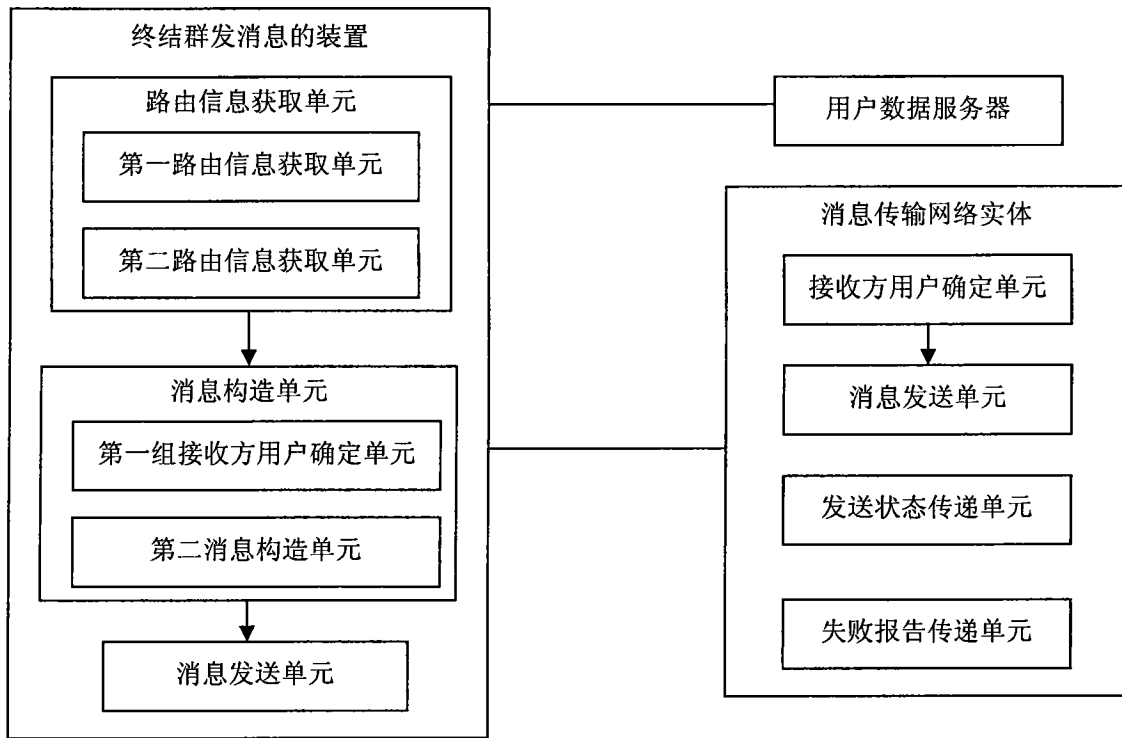 终结群发消息的装置
路由信息获取单元
第一路由信息获取单元
第二路由信息获取单元
消息构造单元
第一组接收方用户确定单元
第二消息构造单元
消息发送单元
用户数据服务器
消息传输网络实体
接收方用户确定单元
消息发送单元
发送状态传递单元
失败报告传递单元